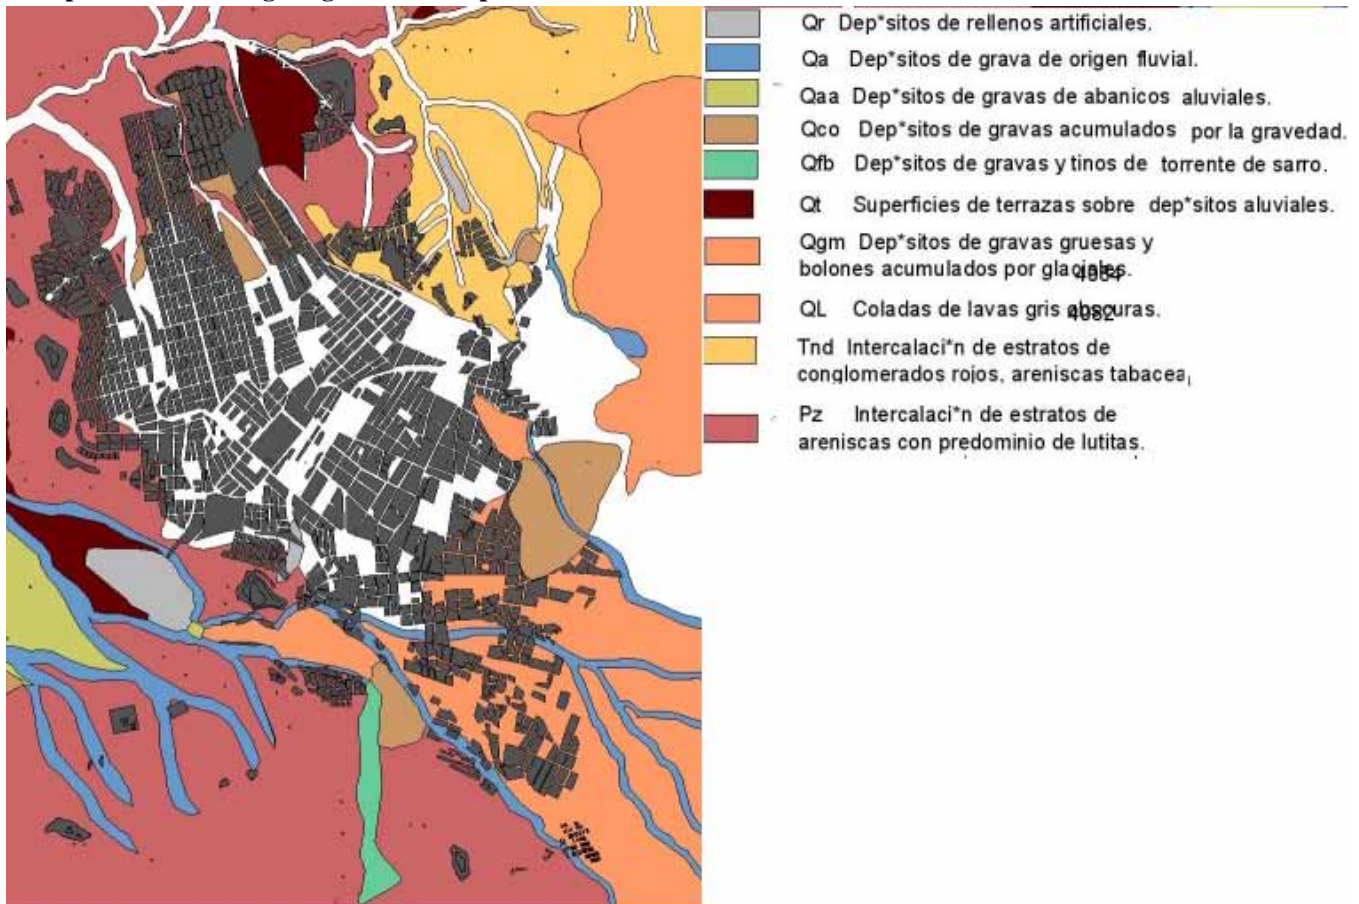 Qr Dep*sitos de rellenos artificiales.
Qa Dep*sitos de grava de origen fluvial.
Qaa Dep*sitos de gravas de abanicos aluviales.
Qco Dep*sitos de gravas acumulados por la gravedad.
Qfb Dep*sitos de gravas y tinos de torrente de sarro.
Qt Superficies de terrazas sobre dep*sitos aluviales.
Qgm Dep*sitos de gravas gruesas y
bolones acumulados por glaciales.
QL Coladas de lavas gris obscuras.
Tnd Intercalaci*n de estratos de
conglomerados rojos, areniscas tabacea
Pz Intercalaci*n de estratos de
areniscas con predominio de lutitas.